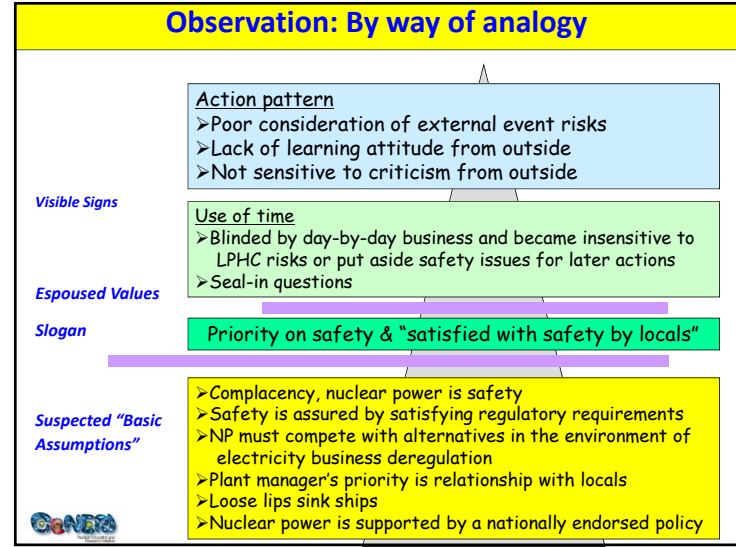 Observation: By way of analogy
Action pattern
➢Poor consideration of external event risks
➢Lack of learning attitude from outside
➢Not sensitive to criticism from outside
Visible Signs
Use of time
➢Blinded by day-by-day business and became insensitive to
LPHC risks or put aside safety issues for later actions
➢Seal-in questions
Espoused Values
Slogan
Priority on safety & “satisfied with safety by locals”
Suspected “Basic
Assumptions”
➢Complacency, nuclear power is safety
➢Safety is assured by satisfying regulatory requirements
➢NP must compete with alternatives in the environment of
electricity business deregulation
➢Plant manager’s priority is relationship with locals
➢Loose lips sink ships
➢Nuclear power is supported by a nationally endorsed policy